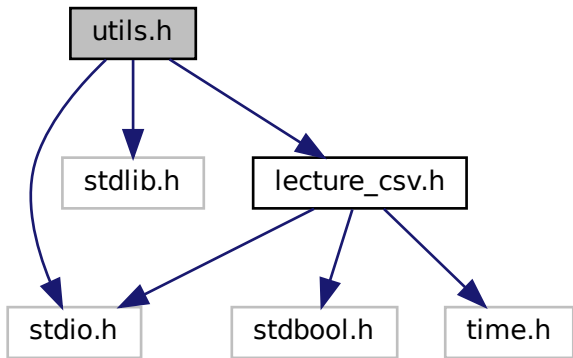 utils.h
stdlib.h
lecture_csv.h
stdio.h
stdbool.h
time.h